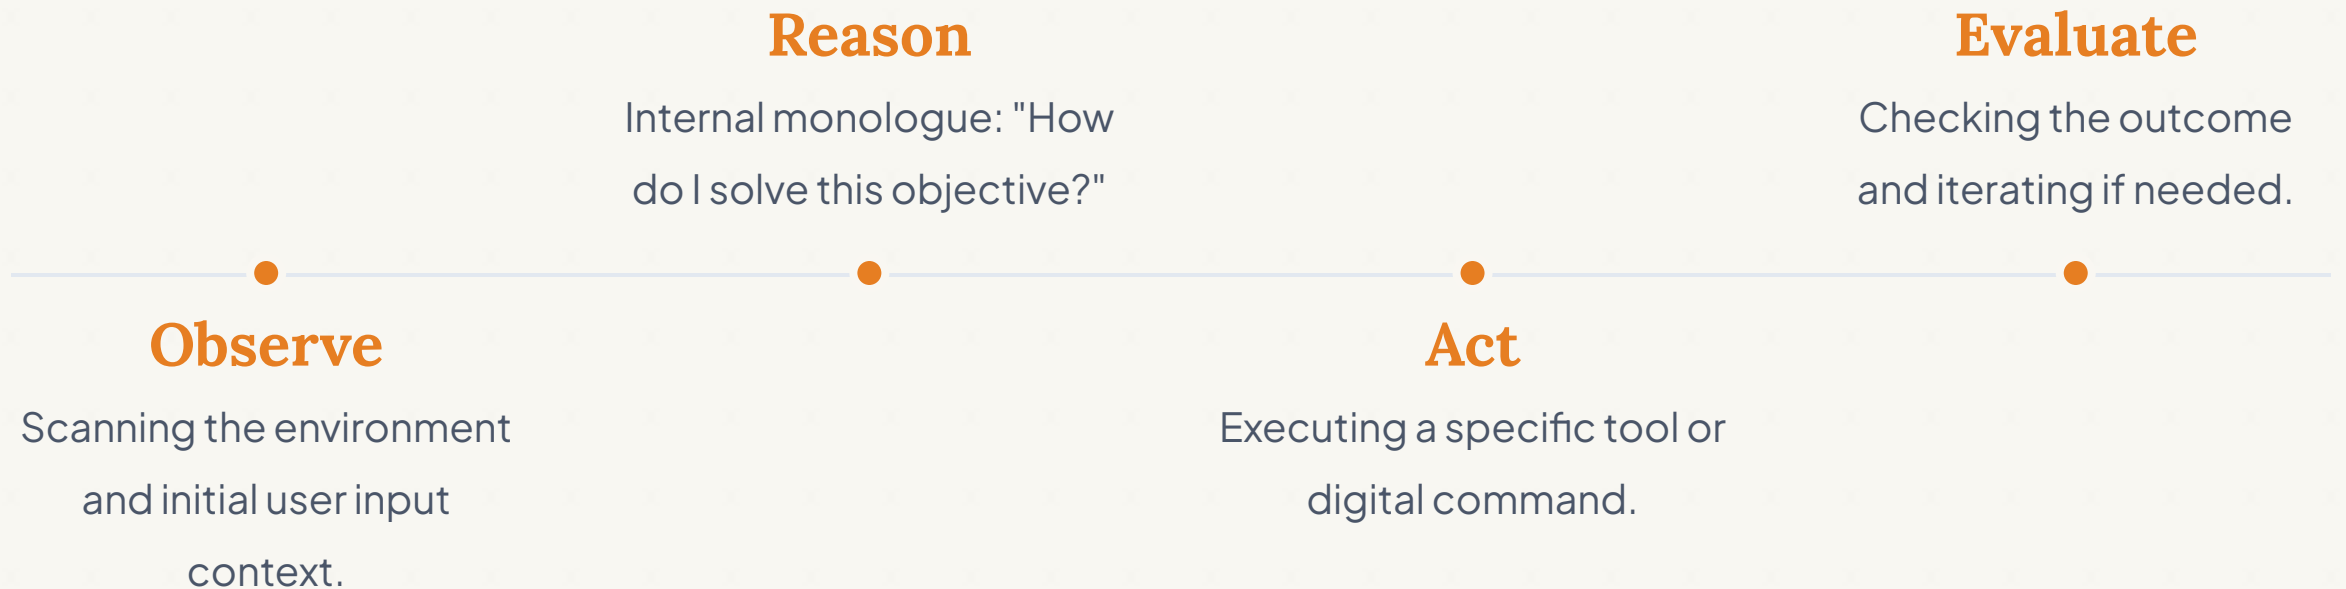 Observe
Scanning the environment
and initial user input
context.
Reason
Internal monologue: "How
do I solve this objective?"
Act
Executing a specific tool or
digital command.
Evaluate
Checking the outcome
and iterating if needed.